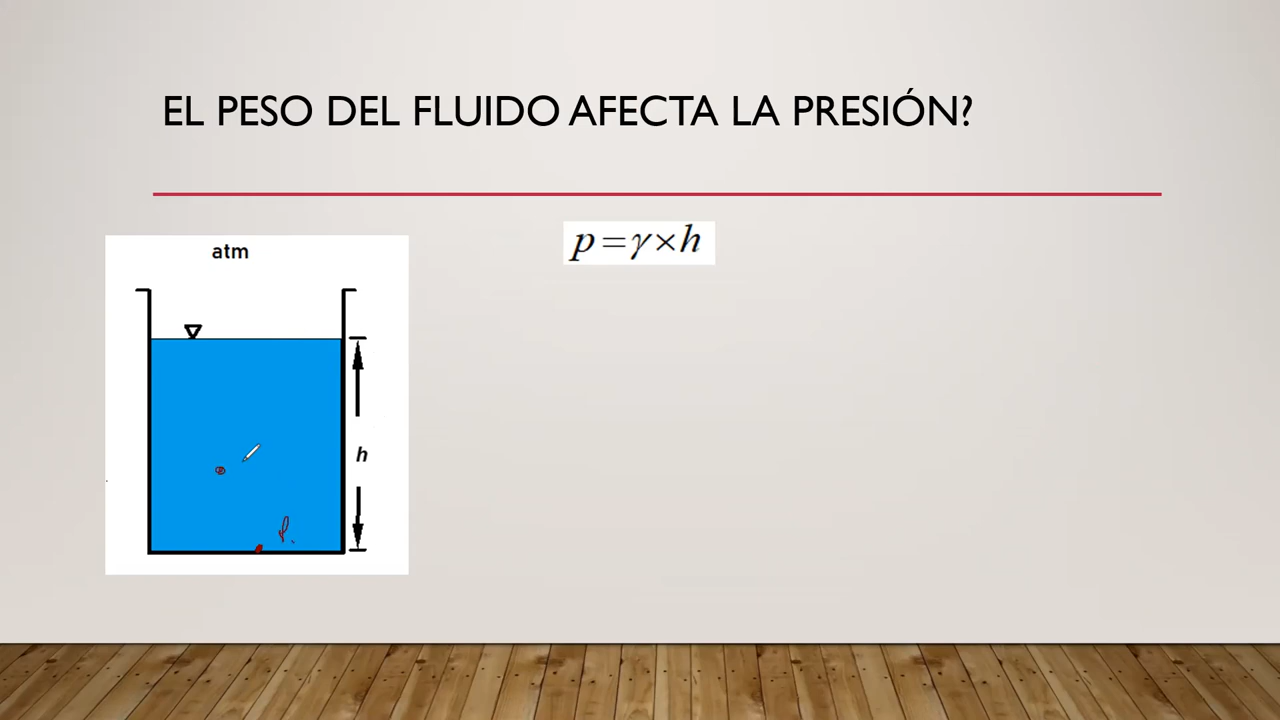 EL PESO DEL FLUIDO AFECTA LA PRESIÓN?
atm
p=γ×h
h